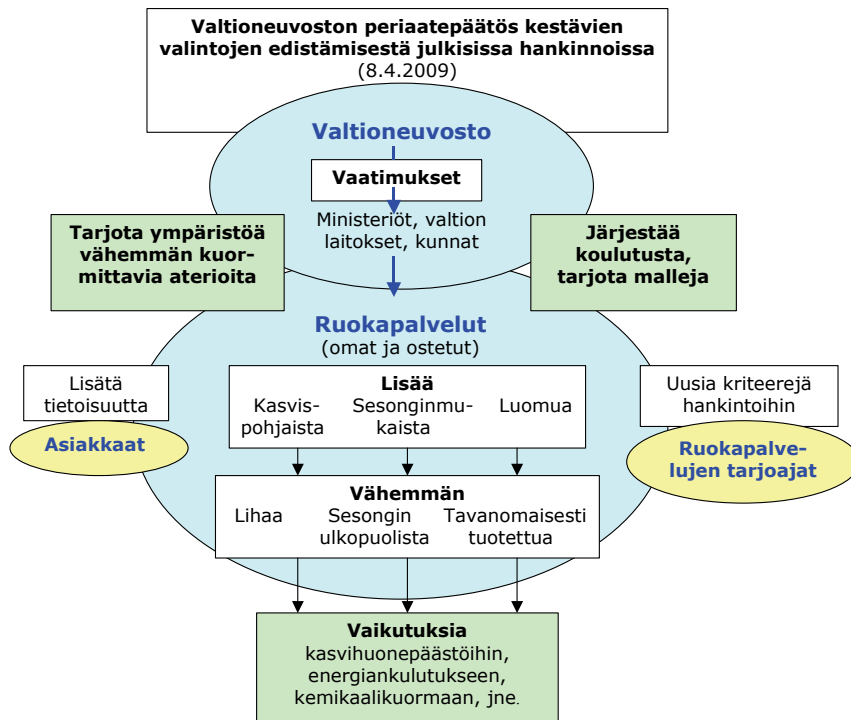 Valtioneuvoston periaatepäätös kestävien
valintojen edistämisestä julkisissa hankinnoissa
(8.4.2009)
Valtioneuvosto
Vaatimukset
Ministeriöt, valtion
laitokset, kunnat
Tarjota ympäristöä
vähemmän kuor-
mittavia aterioita
Järjestää
koulutusta,
tarjota malleja
Ruokapalvelut
(omat ja ostetut)
Lisätä
tietoisuutta
Asiakkaat
Lisää
Kasvis-
pohjaista
Sesonginmu-
kaista
Luomua
Uusia kriteerejä
hankintoihin
Ruokapalve-
lujen tarjoajat
Vähemmän
Lihaa
Sesongin
ulkopuolista
Tavanomaisesti
tuotettua
Vaikutuksia
kasvihuonepäästöihin,
energiankulutukseen,
kemikaalikuormaan, jne.